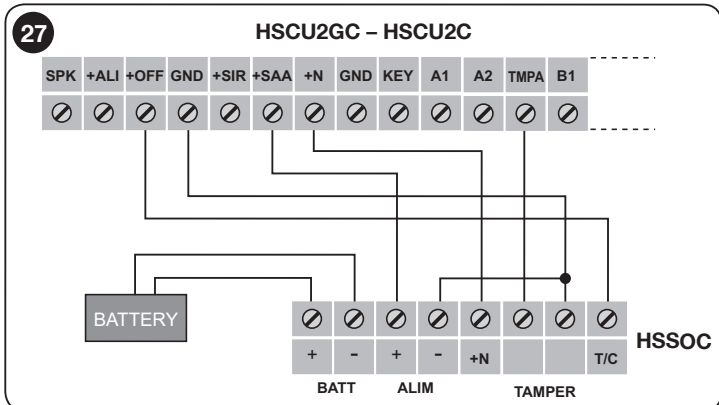 27
HSCU2GC – HSCU2C
SPK +ALI +OFF GND +SIR +SAA +N GND KEY A1 A2 TMPA B1
BATTERY
HSSOC
+ - + - +N T/C
BATT ALIM TAMPER